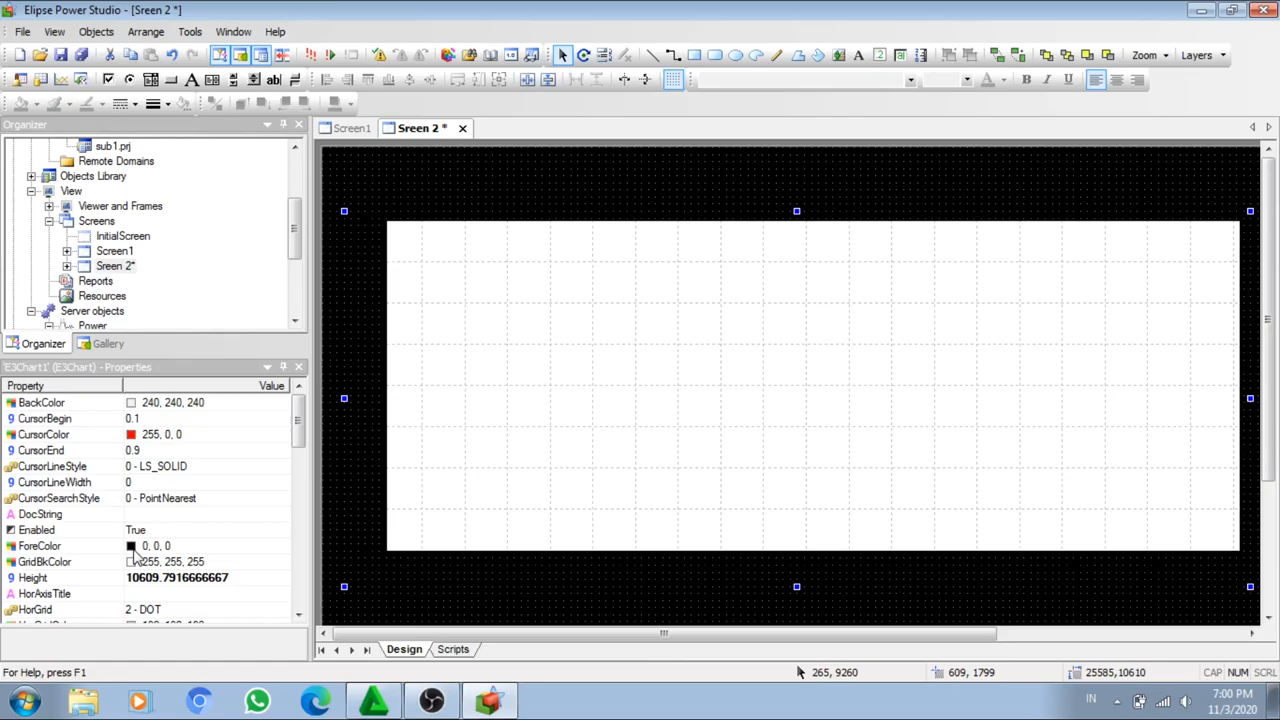 Elipse Power Studio - [Sreen 2 *]
File View Objects Arrange Tools Window Help
Zoom Layers
B I U
Organizer
Screen1 Sreen 2 *
sub1.prj
Remote Domains
Objects Library
View
Viewer and Frames
Screens
InitialScreen
Screen1
Sreen 2*
Reports
Resources
Server objects
Power
Organizer Gallery
'E3Chart1' (E3Chart) - Properties
Property Value
BackColor 240, 240, 240
CursorBegin 0.1
CursorColor 255, 0, 0
CursorEnd 0.9
CursorLineStyle 0 - LS_SOLID
CursorLineWidth 0
CursorSearchStyle 0 - PointNearest
DocString
Enabled True
ForeColor 0, 0, 0
GridBkColor 255, 255, 255
Height 10609.7916666667
HorAxisTitle
HorGrid 2 - DOT
Design Scripts
For Help, press F1 265, 9260 609, 1799 25585,10610 CAP NUM SCRL
IN 7:00 PM
11/3/2020